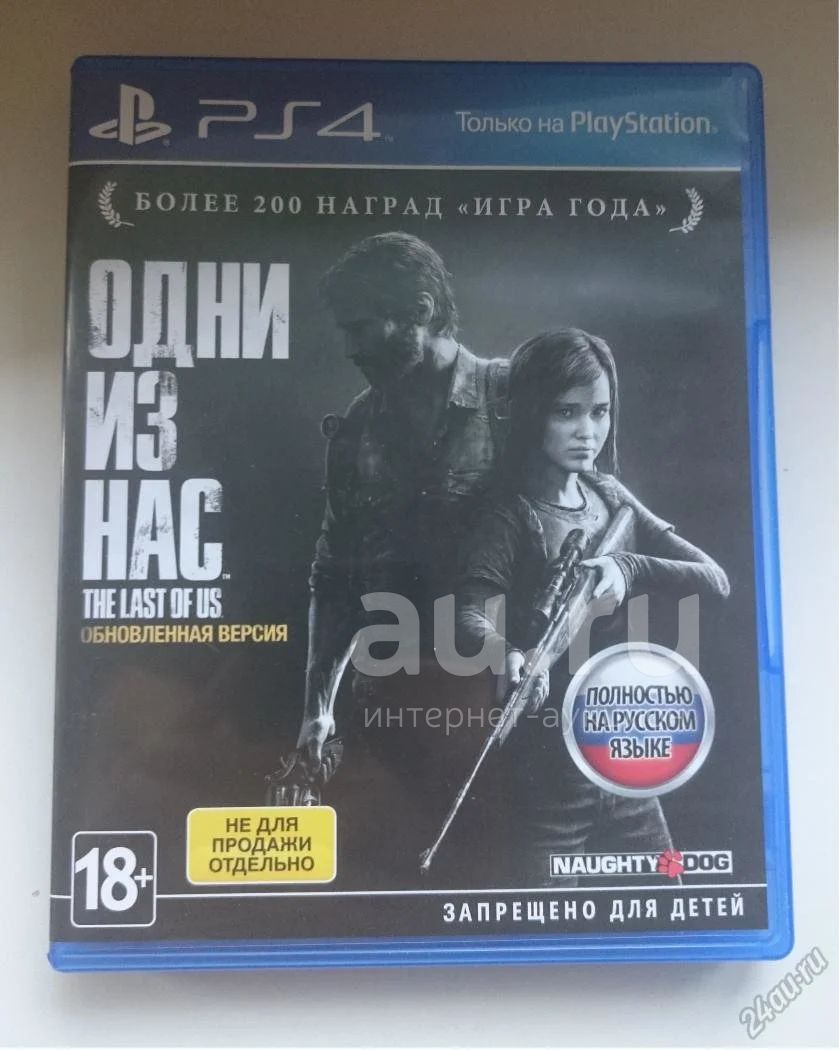 PS4
Только на PlayStation
БОЛЕЕ 200 НАГРАД «ИГРА ГОДА»
ОДНИ
ИЗ
НАС
THE LAST OF US
ОБНОВЛЕННАЯ ВЕРСИЯ
au.ru
интернет-ау
ПОЛНОСТЬЮ
НА РУССКОМ
ЯЗЫКЕ
НЕ ДЛЯ
ПРОДАЖИ
ОТДЕЛЬНО
18+
NAUGHTY DOG
ЗАПРЕЩЕНО ДЛЯ ДЕТЕЙ
24au.ru